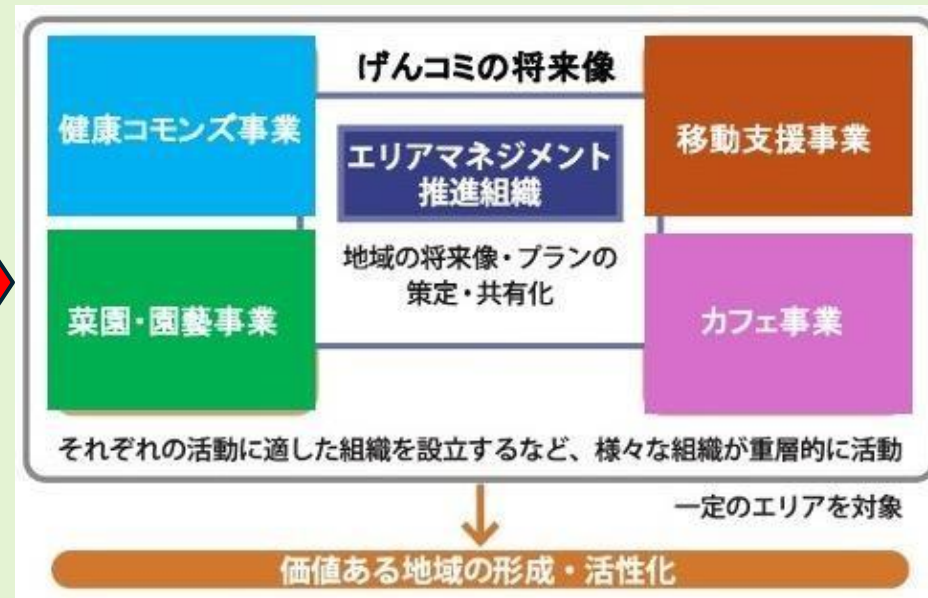 げんコミの将来像
健康コモンズ事業
エリアマネジメント
推進組織
移動支援事業
地域の将来像・プランの
策定・共有化
菜園・園藝事業
カフェ事業
それぞれの活動に適した組織を設立するなど、様々な組織が重層的に活動
一定のエリアを対象
価値ある地域の形成・活性化